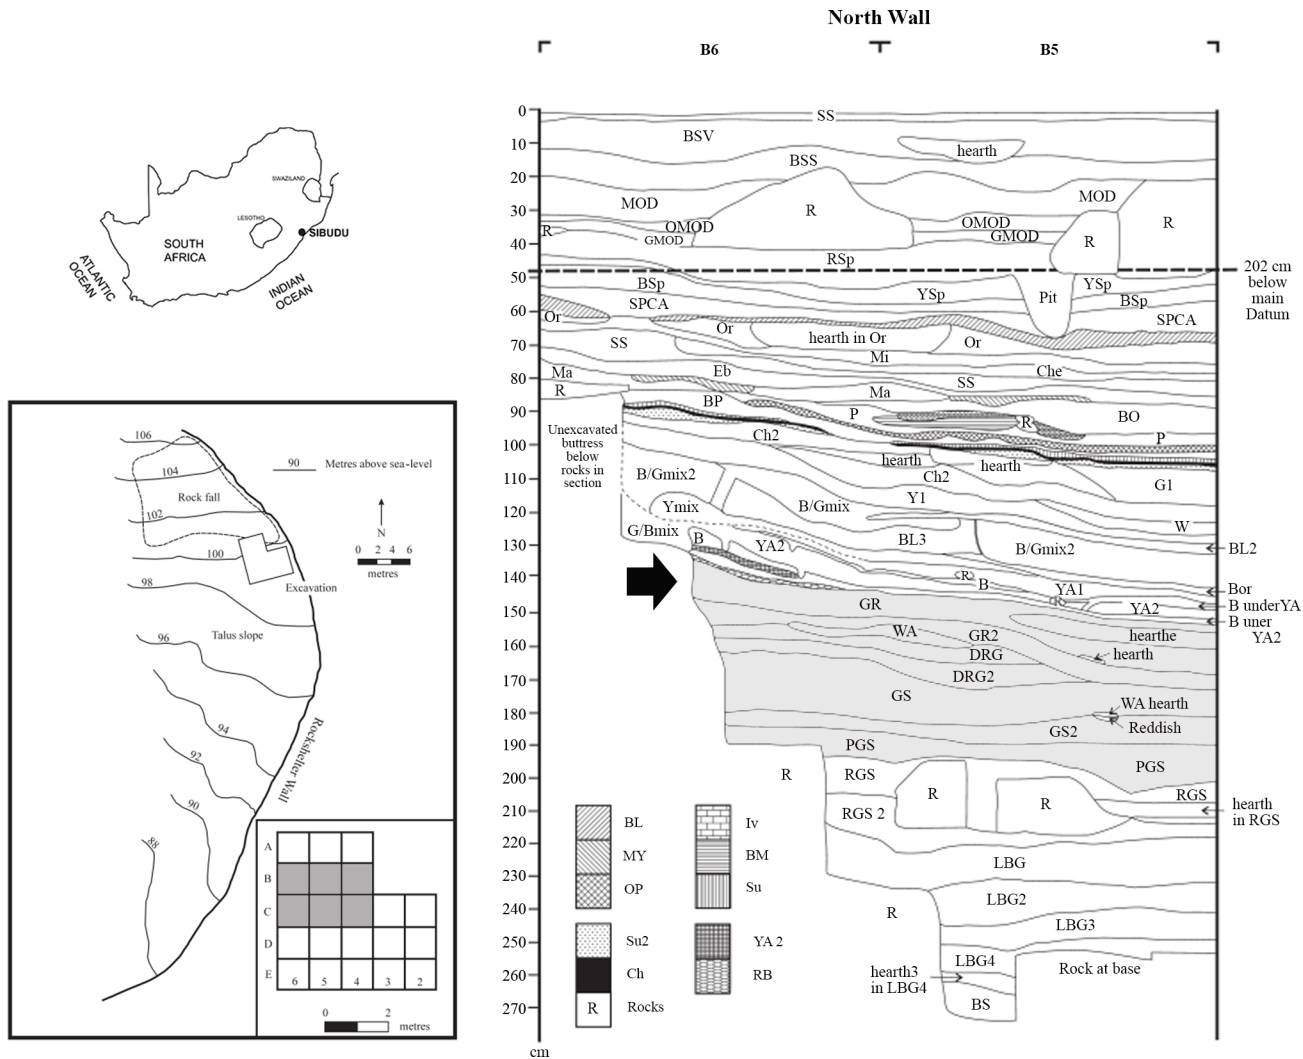 North Wall
B6
B5
0
10
20
30
40
50
60
70
80
90
100
110
120
130
140
150
160
170
180
190
200
210
220
230
240
250
260
270
cm
SS
BSV
hearth
BSS
MOD
MOD
R
R
OMOD
OMOD
R
GMOD
GMOD
R
RSp
202 cm
below
main
Datum
BSp
YSp
Pit
YSp
BSp
SPCA
SPCA
Or
Or
hearth in Or
Or
SS
Mi
Ma
Eb
Che
SS
R
Ma
BP
P
R
BO
Unexcavated
buttress
below
rocks in
section
Ch2
P
hearth
hearth
B/Gmix2
Ch2
G1
Y1
Ymix
B/Gmix
W
G/Bmix
B
YA2
BL3
B/Gmix2
BL2
R
B
YA1
Bor
R
YA2
B underYA
GR
B uner
YA2
WA
GR2
hearthe
DRG
hearth
DRG2
GS
WA hearth
Reddish
GS2
PGS
PGS
R
RGS
R
R
RGS
RGS 2
hearth
in RGS
LBG
LBG2
R
LBG3
LBG4
Rock at base
hearth3
in LBG4
BS
BL
Iv
MY
BM
OP
Su
Su2
YA 2
Ch
RB
R
Rocks
SWAZILAND
LESOTHO
SIBUDU
SOUTH
AFRICA
ATLANTIC
OCEAN
INDIAN
OCEAN
106
90
Metres above sea-level
104
Rock fall
N
102
100
0 2 4 6
metres
98
Excavation
96
Talus slope
94
92
90
88
Rockshelter Wall
A
B
C
D
E
6
5
4
3
2
0
2
metres